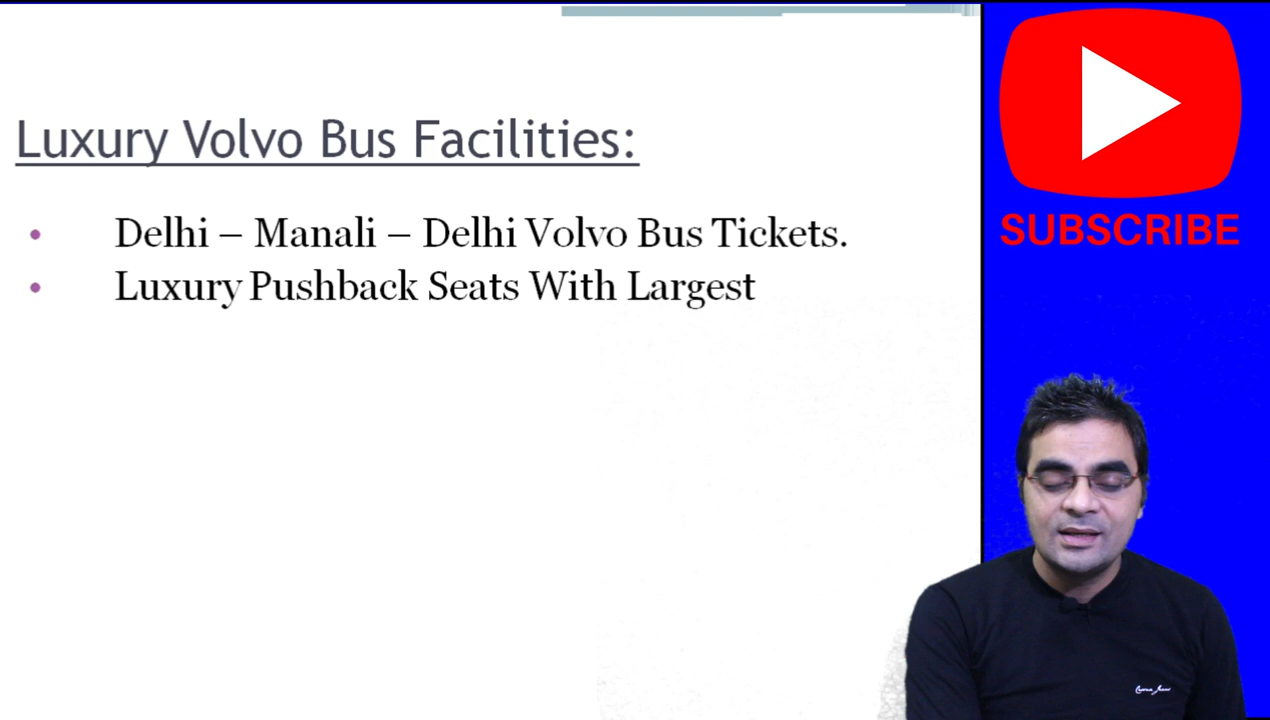 Luxury Volvo Bus Facilities:
• Delhi – Manali – Delhi Volvo Bus Tickets.
• Luxury Pushback Seats With Largest
SUBSCRIBE